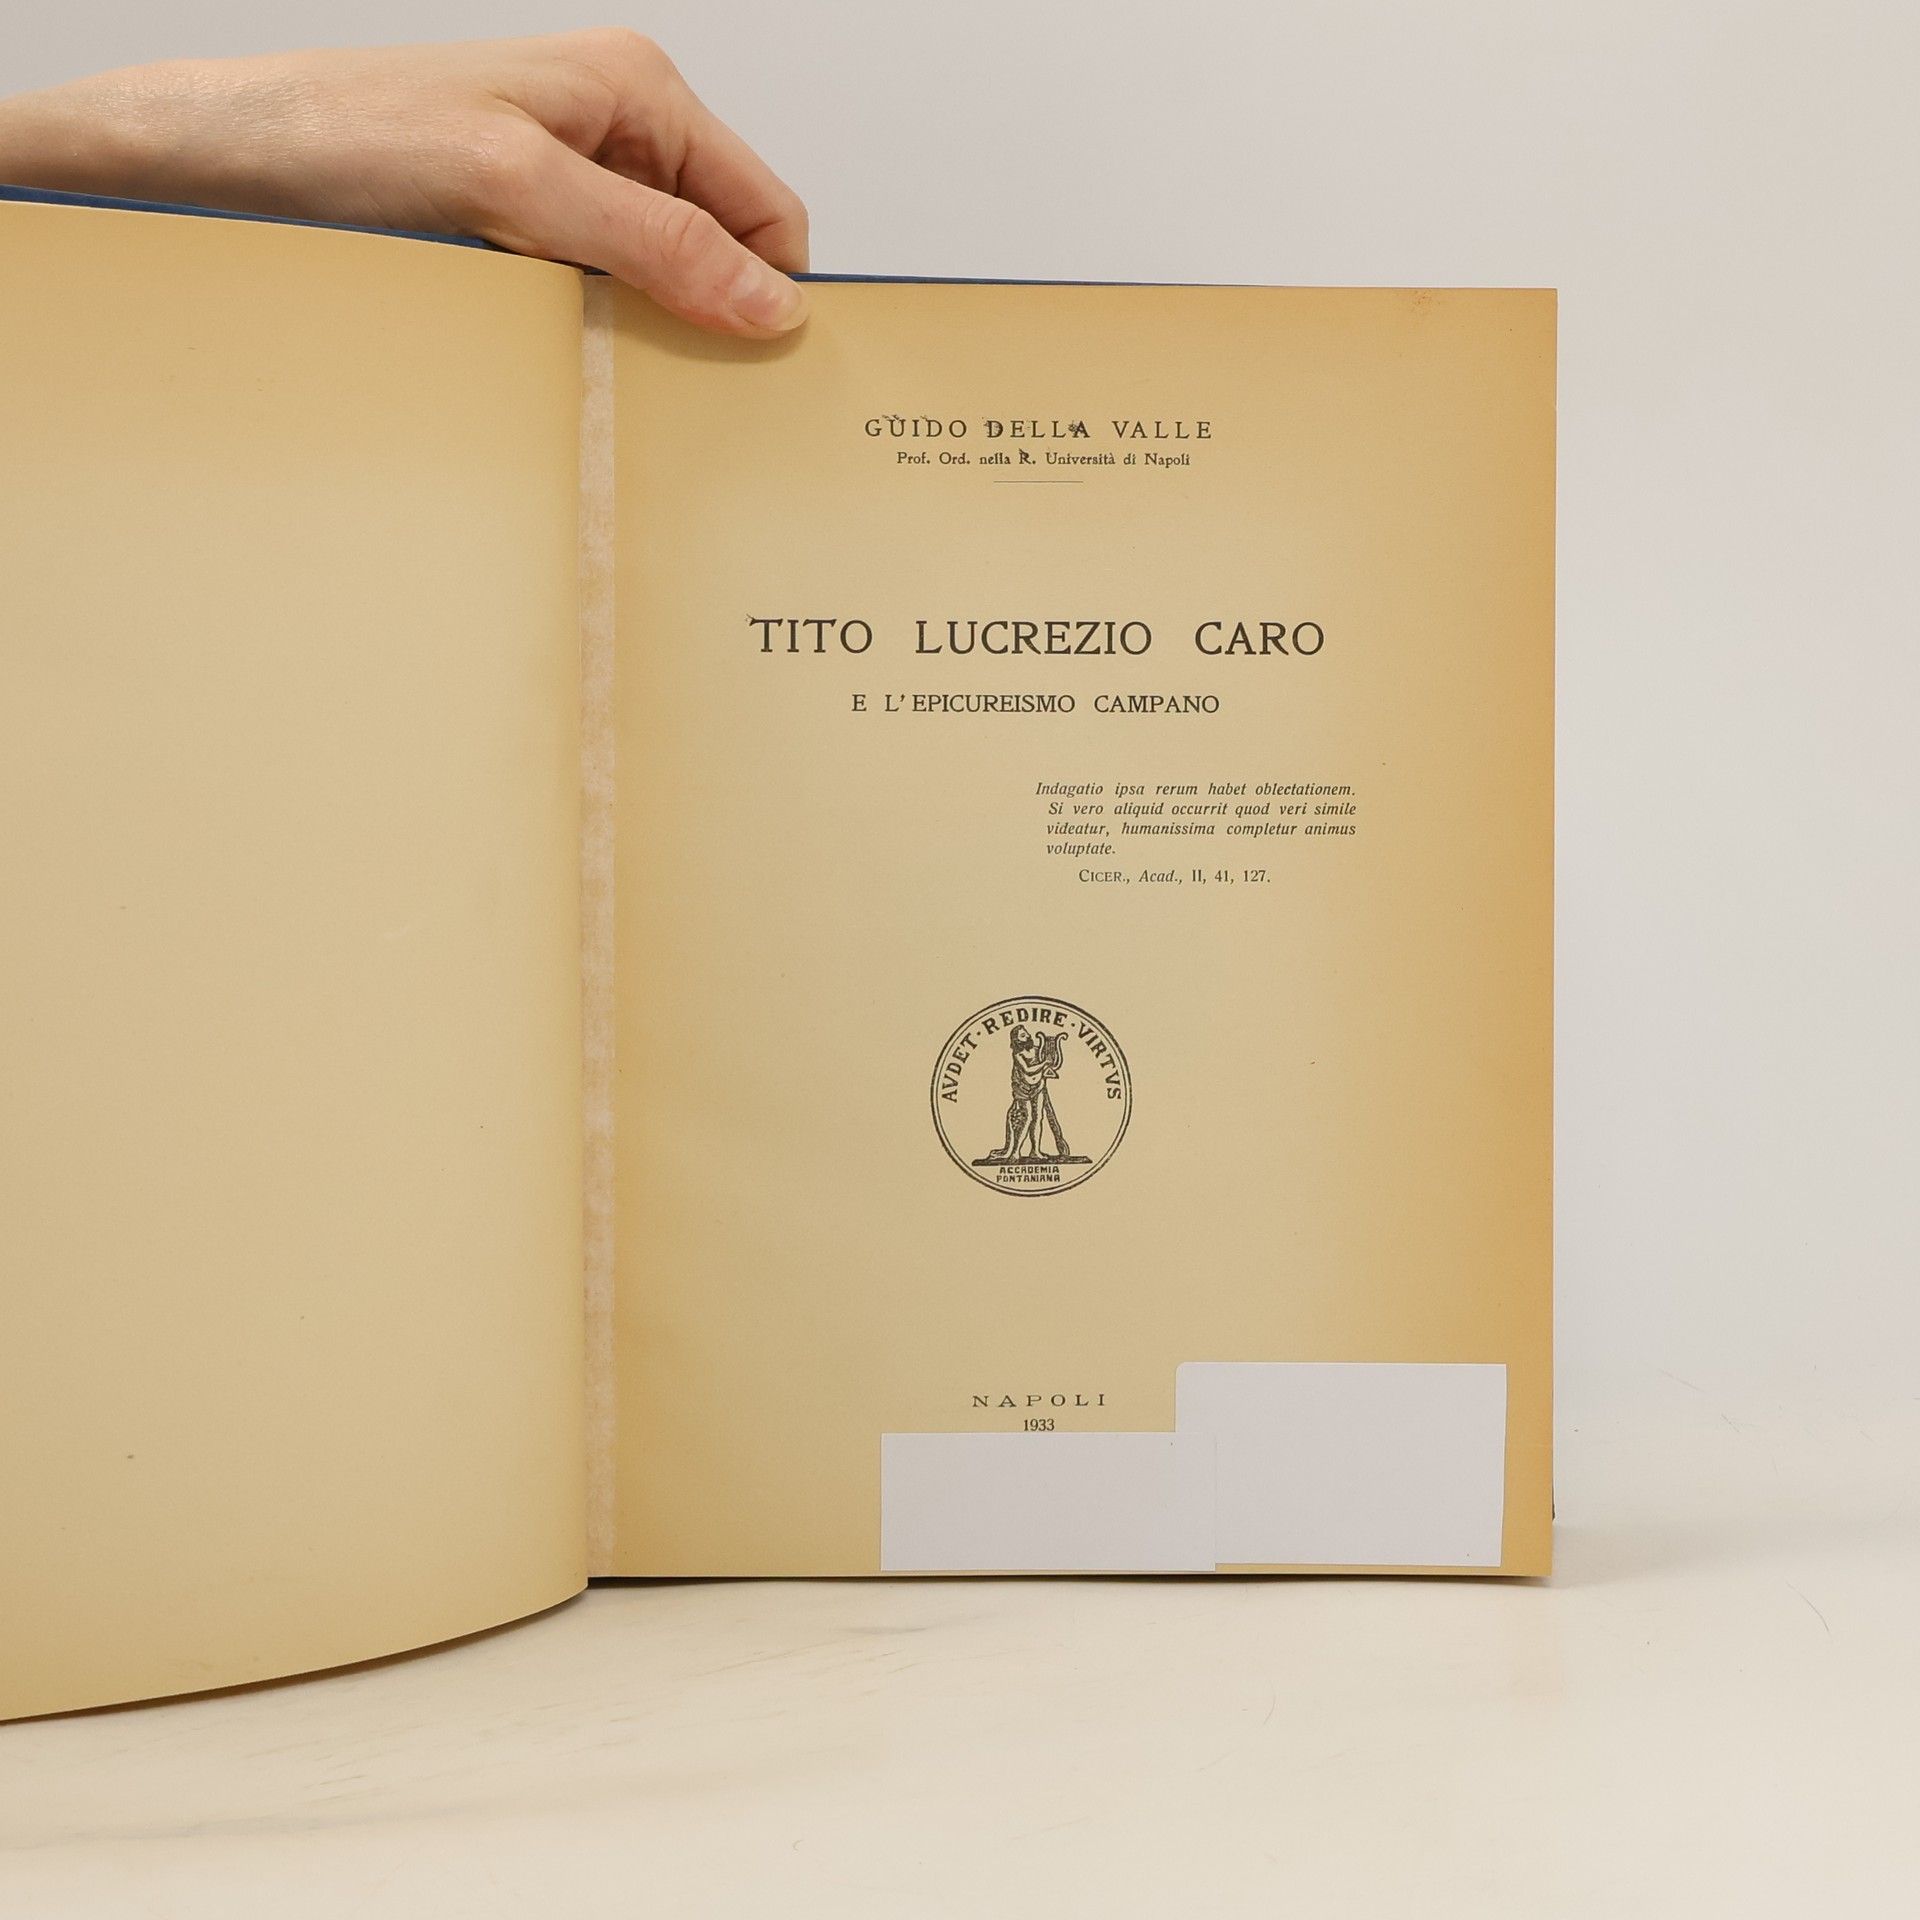 GUIDO DELLA VALLE
Prof. Ord. nella R. Università di Napoli
TITO LUCREZIO CARO
E L'EPICUREISMO CAMPANO
Indagatio ipsa rerum habet oblectationem.
Si vero aliquid occurrit quod veri simile
videatur, humanissima completur animus
voluptate.
CICER., Acad., II, 41, 127.
AVDET · REDIRE · VIRTVS
ACCADEMIA
PONTANIANA
NAPOLI
1933